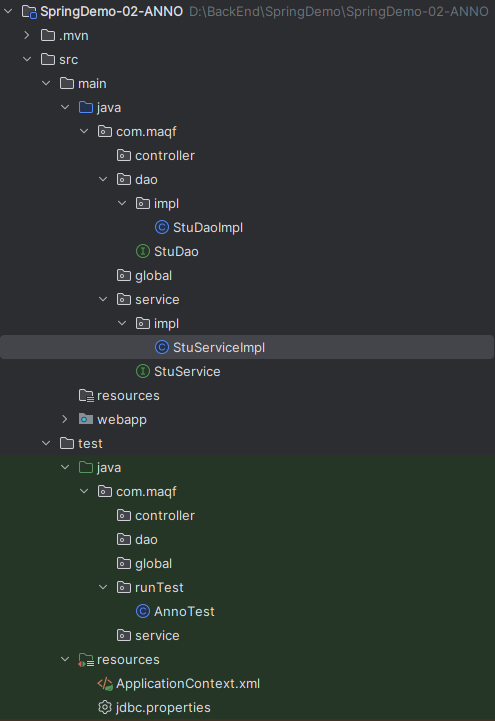 SpringDemo-02-ANNO D:\BackEnd\SpringDemo\SpringDemo-02-ANNO
.mvn
src
main
java
com.maqf
controller
dao
impl
StuDaoImpl
StuDao
global
service
impl
StuServiceImpl
StuService
resources
webapp
test
java
com.maqf
controller
dao
global
runTest
AnnoTest
service
resources
ApplicationContext.xml
jdbc.properties